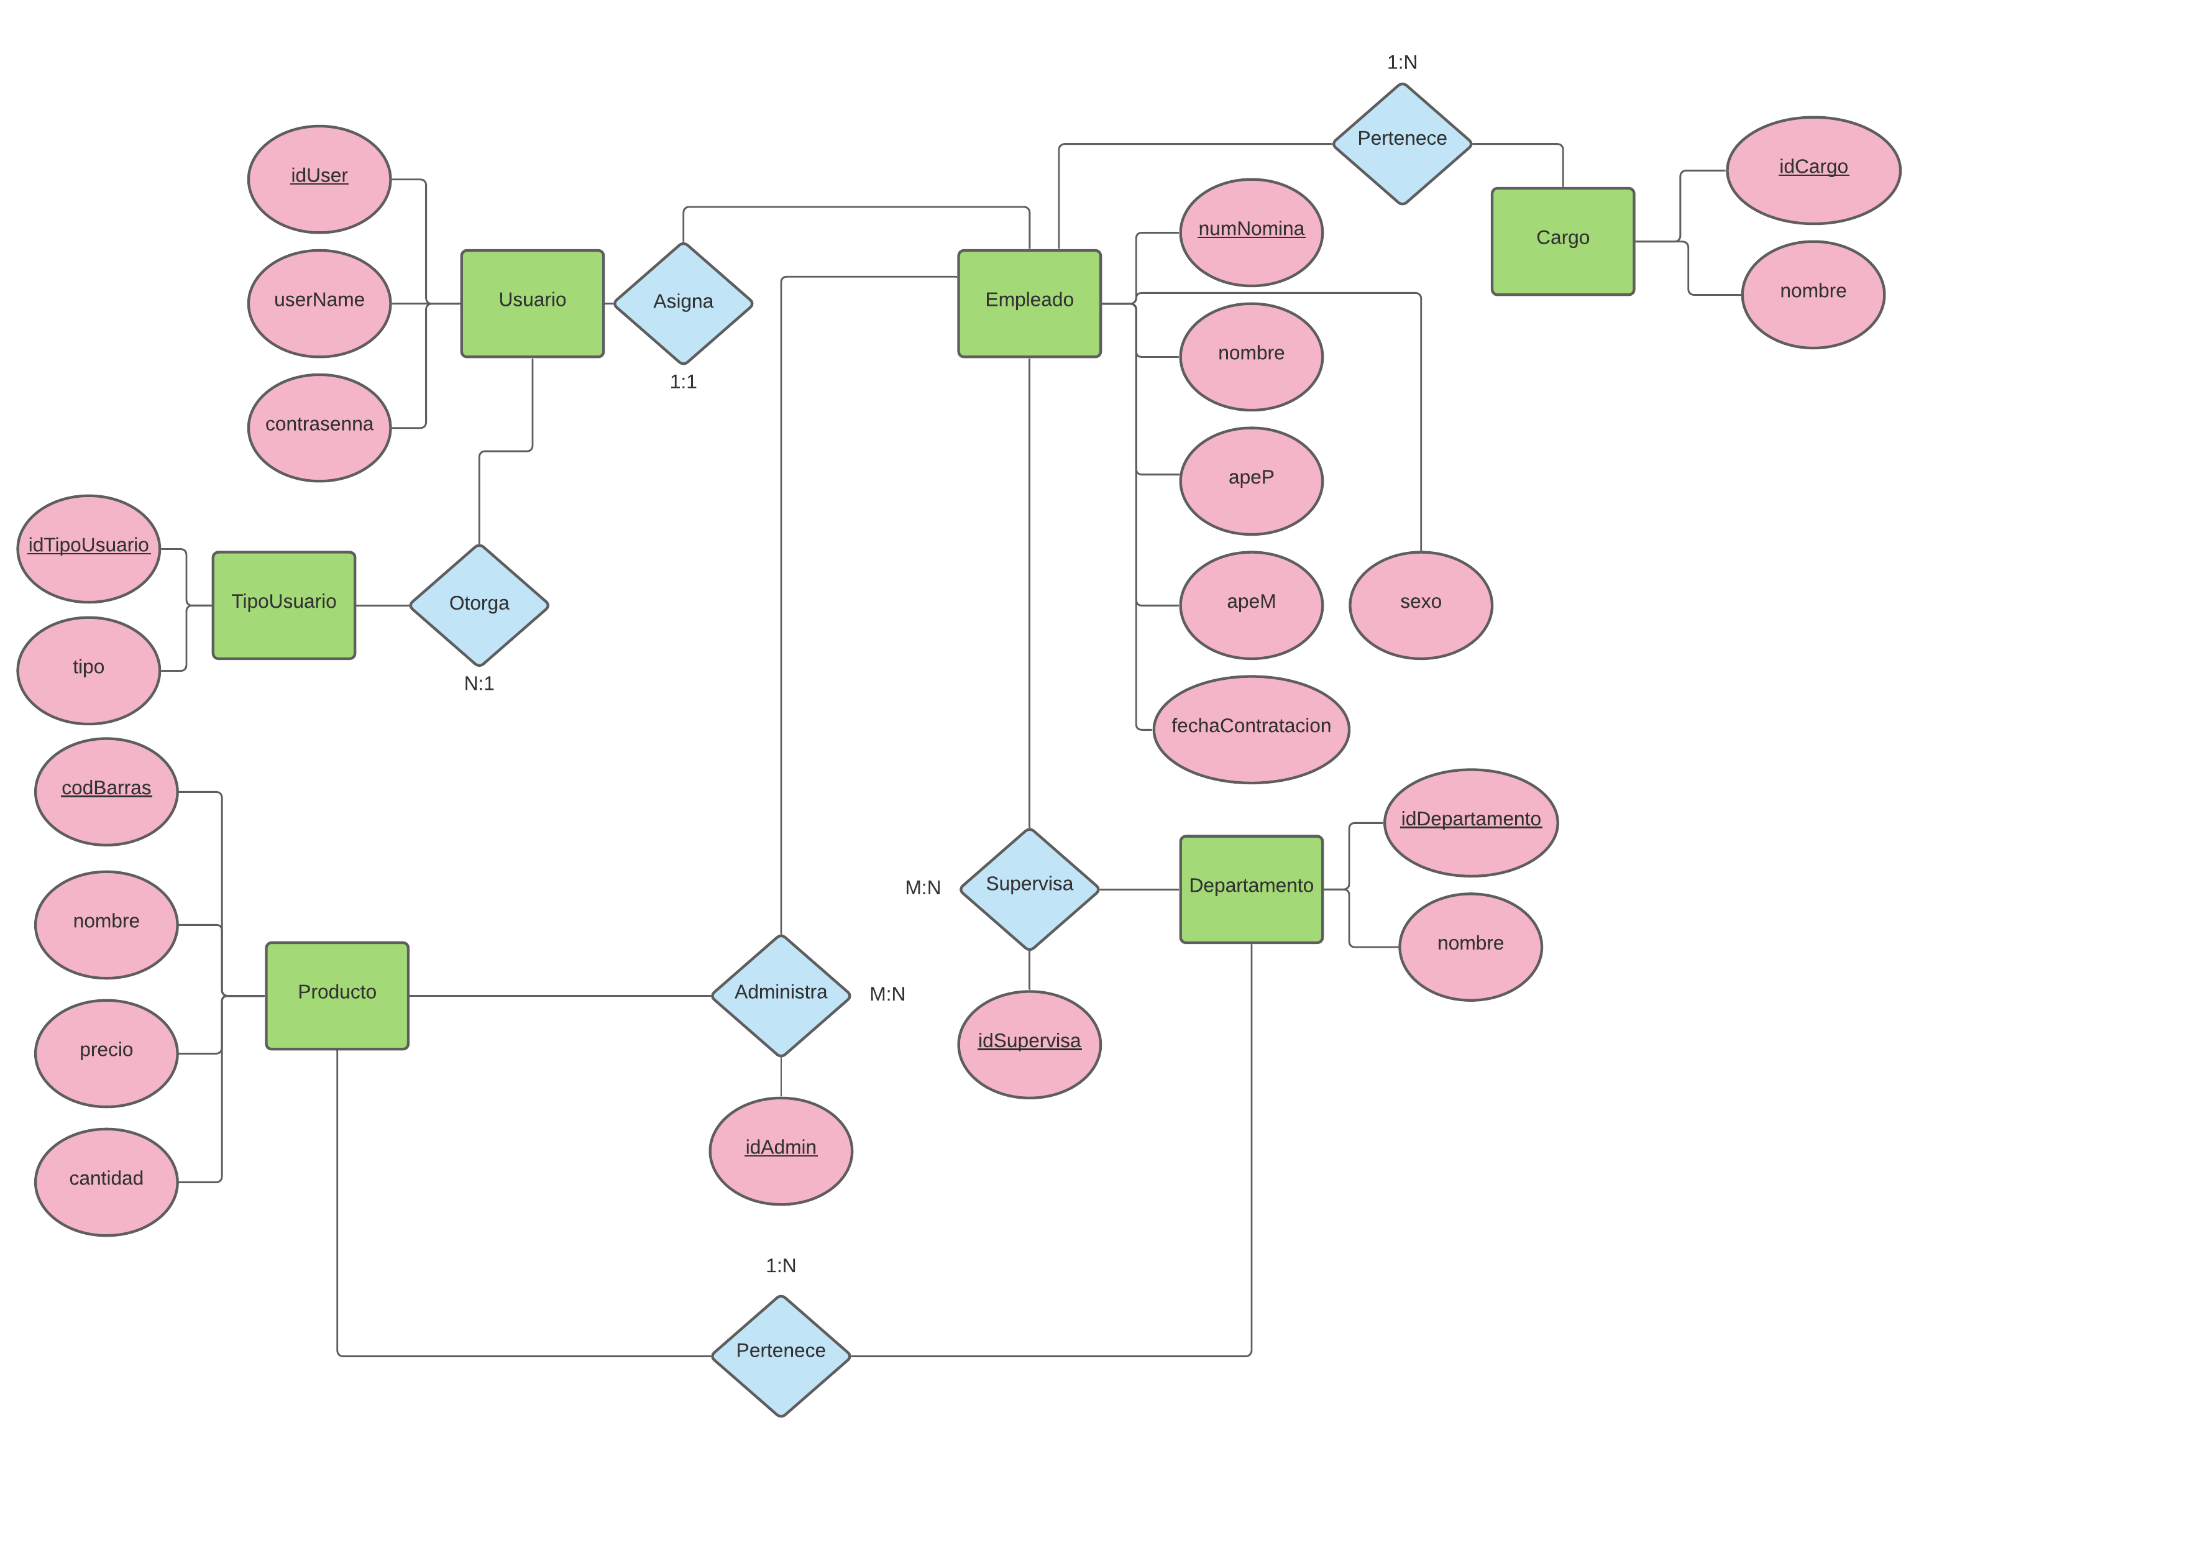 1:N
Pertenece
idCargo
idUser
numNomina
Cargo
nombre
userName
Usuario
Asigna
Empleado
nombre
1:1
contrasenna
apeP
idTipoUsuario
TipoUsuario
Otorga
apeM
sexo
tipo
N:1
fechaContratacion
codBarras
idDepartamento
M:N
Supervisa
Departamento
nombre
nombre
Producto
Administra
M:N
precio
idSupervisa
idAdmin
cantidad
1:N
Pertenece